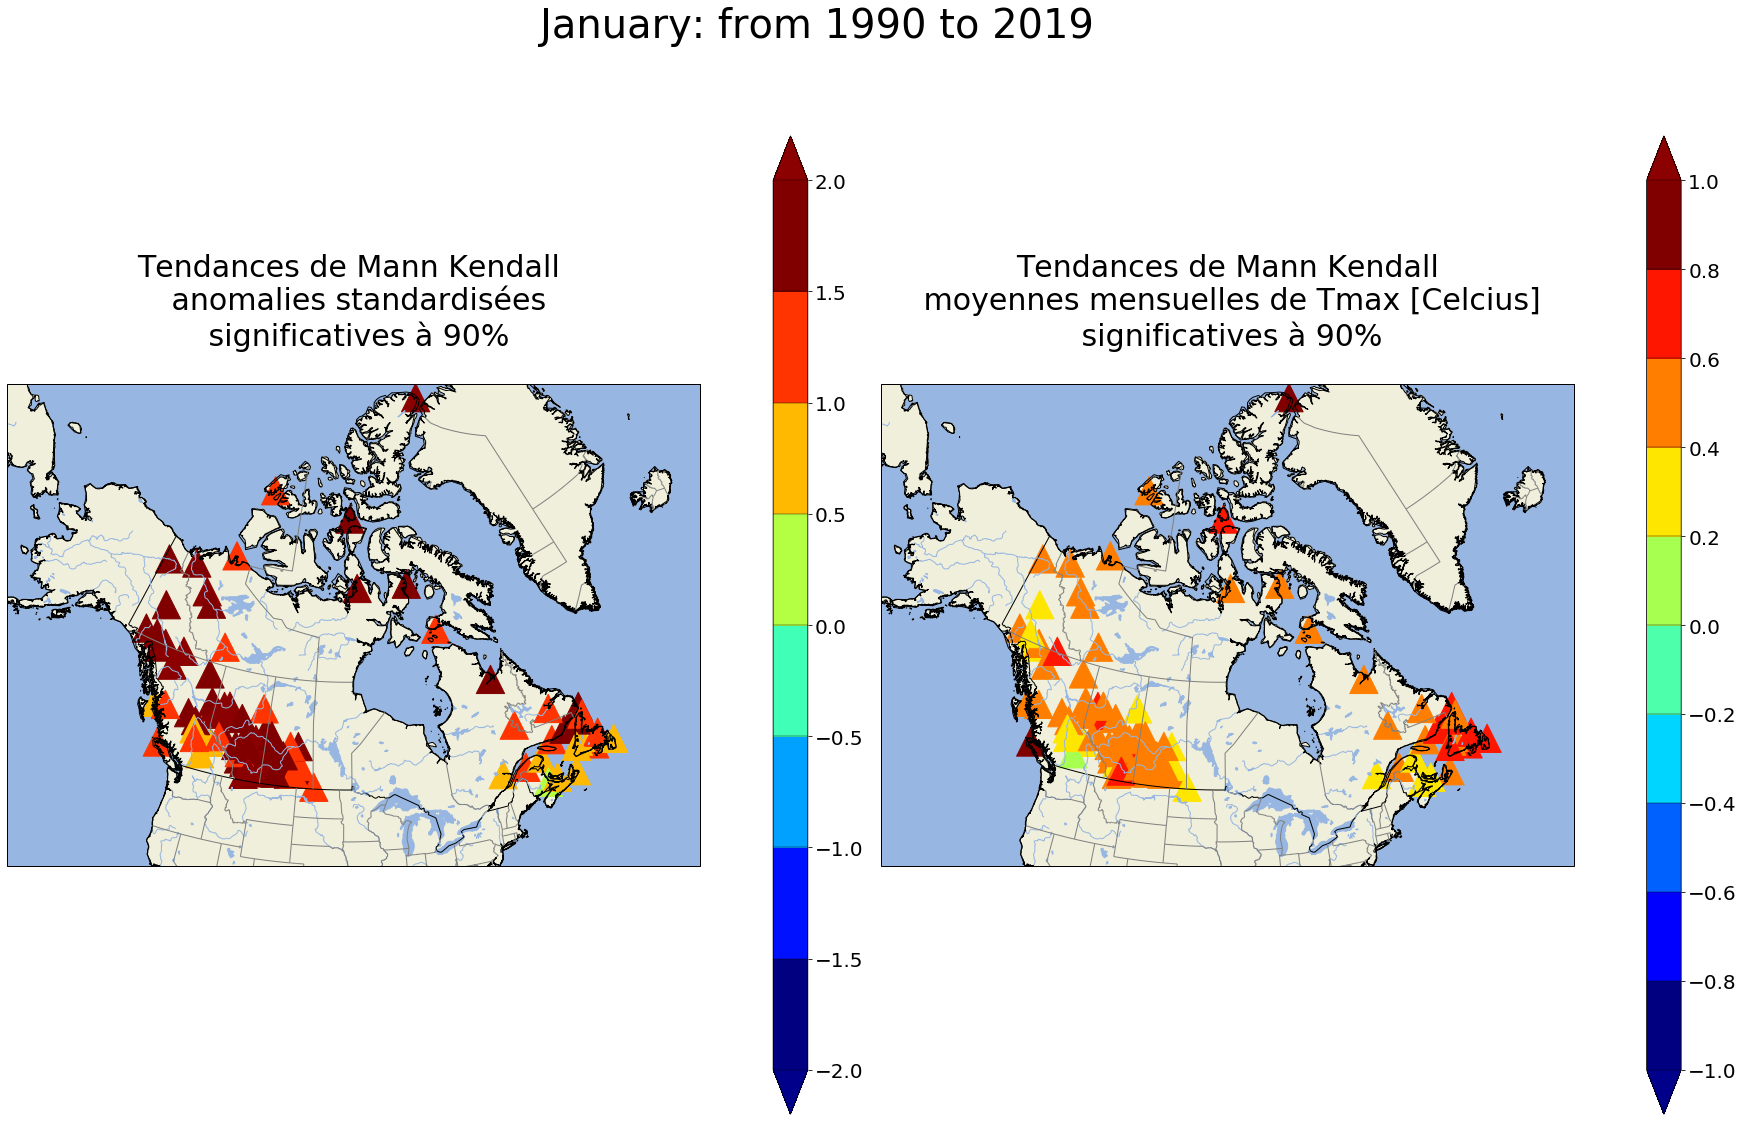 January: from 1990 to 2019
Tendances de Mann Kendall
anomalies standardisées
significatives à 90%
2.0
1.5
1.0
0.5
0.0
−0.5
−1.0
−1.5
−2.0
Tendances de Mann Kendall
moyennes mensuelles de Tmax [Celcius]
significatives à 90%
1.0
0.8
0.6
0.4
0.2
0.0
−0.2
−0.4
−0.6
−0.8
−1.0